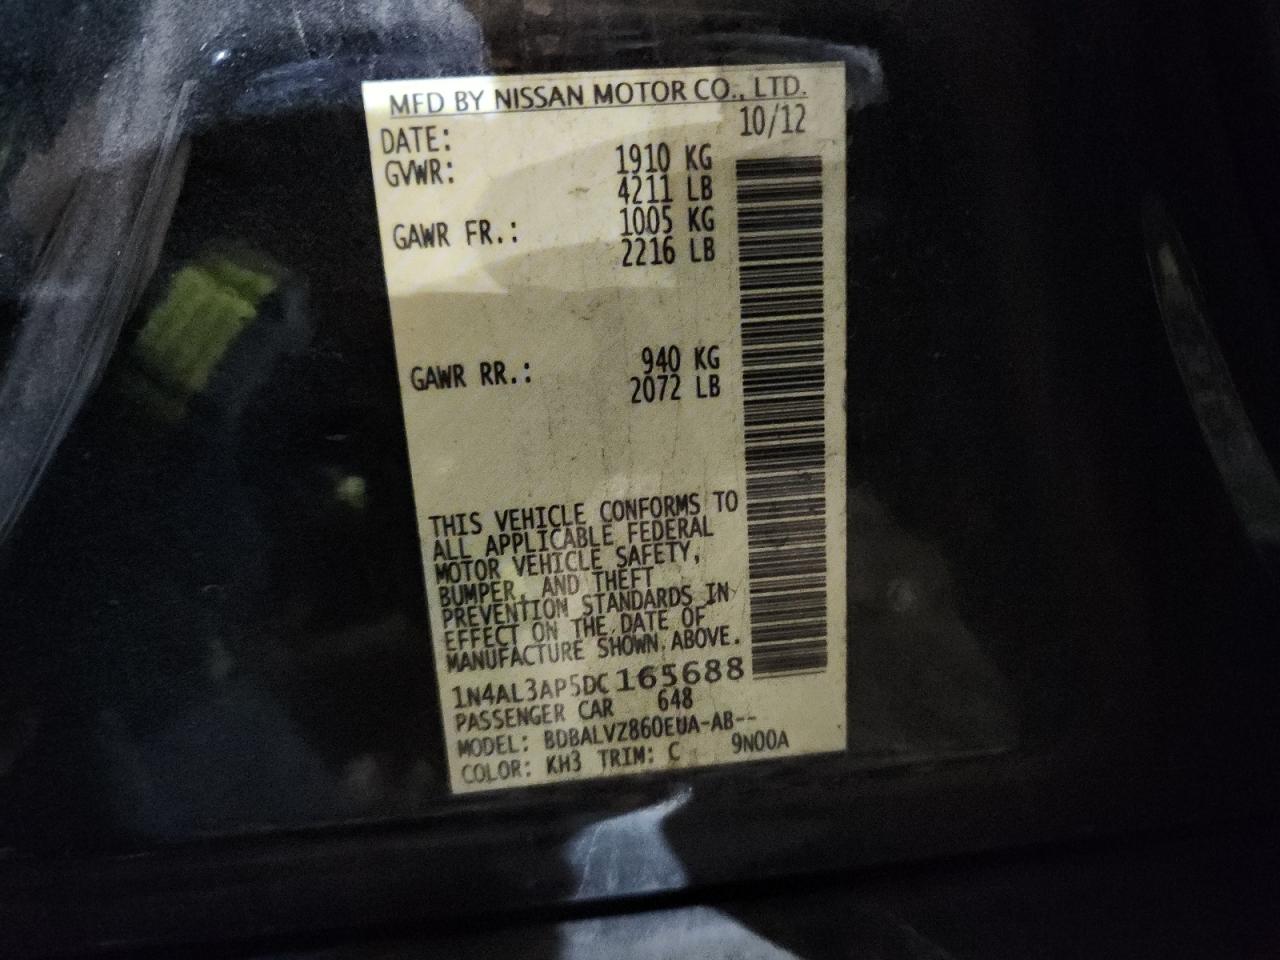 MFD BY NISSAN MOTOR CO., LTD.
DATE: 10/12
GVWR: 1910 KG
4211 LB
GAWR FR.: 1005 KG
2216 LB
GAWR RR.: 940 KG
2072 LB
THIS VEHICLE CONFORMS TO
ALL APPLICABLE FEDERAL
MOTOR VEHICLE SAFETY,
BUMPER, AND THEFT
PREVENTION STANDARDS IN
EFFECT ON THE DATE OF
MANUFACTURE SHOWN ABOVE.
1N4AL3AP5DC165688
PASSENGER CAR 648
MODEL: BDBALVZ860EUA-AB--
COLOR: KH3 TRIM: C 9N00A